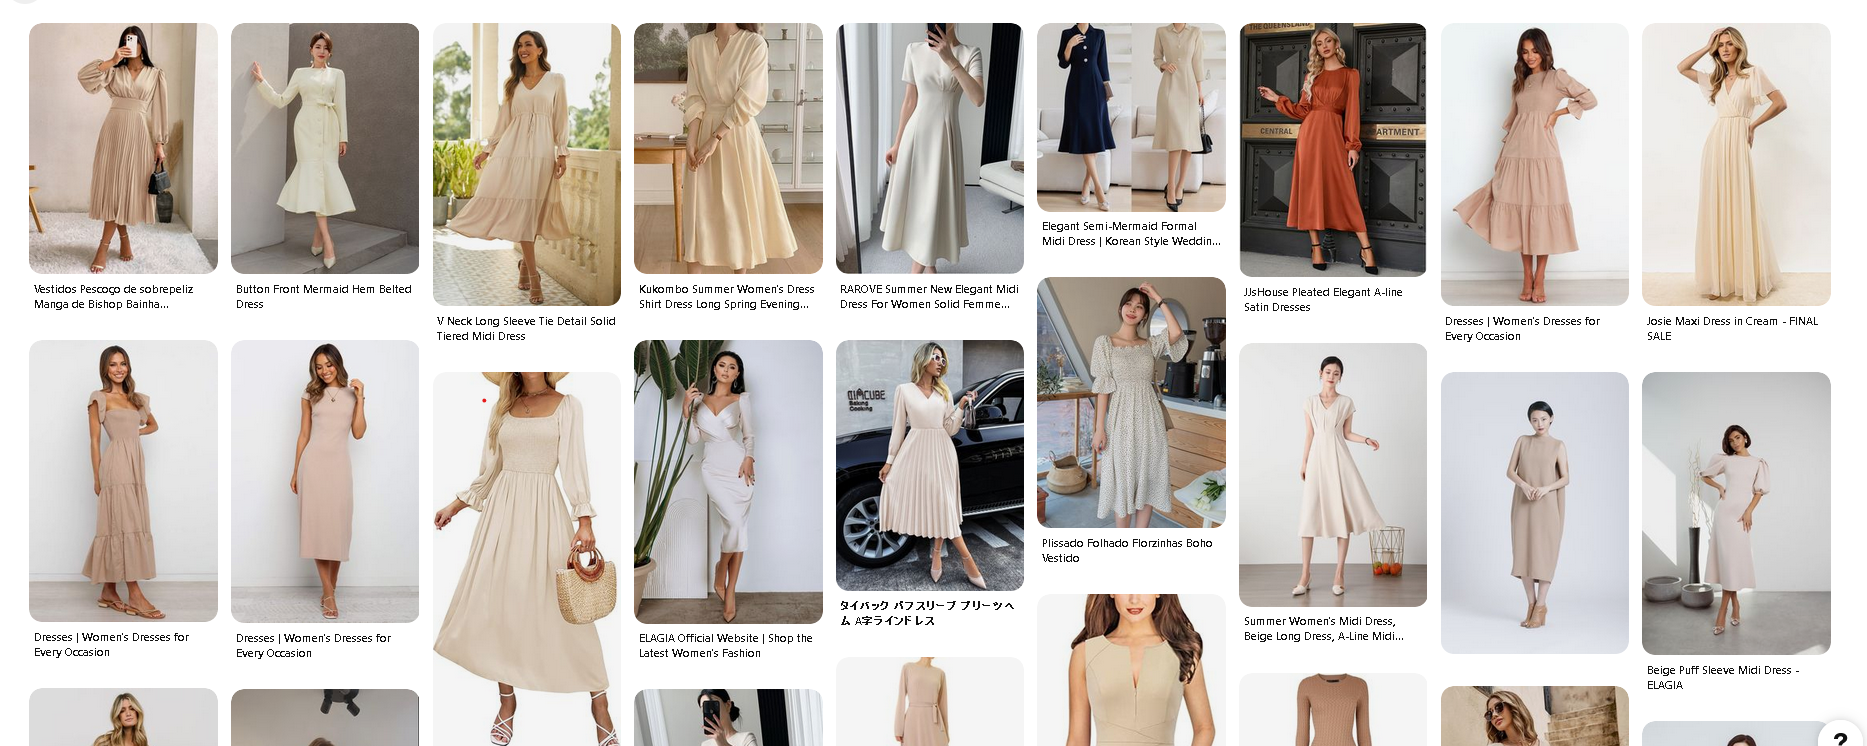 THE QUEENSLAND
CENTRAL
ARTMENT
Vestidos Pescoço de sobrepeliz
Manga de Bishop Bainha...
Button Front Mermaid Hem Belted
Dress
V Neck Long Sleeve Tie Detail Solid
Tiered Midi Dress
Kukombo Summer Women's Dress
Shirt Dress Long Spring Evening...
RAROVE Summer New Elegant Midi
Dress For Women Solid Femme...
Elegant Semi-Mermaid Formal
Midi Dress | Korean Style Weddin...
JJsHouse Pleated Elegant A-line
Satin Dresses
Dresses | Women's Dresses for
Every Occasion
Josie Maxi Dress in Cream - FINAL
SALE
Dresses | Women's Dresses for
Every Occasion
Dresses | Women's Dresses for
Every Occasion
ELAGIA Official Website | Shop the
Latest Women's Fashion
CUBE
Baking
Cooking
タイバック パフスリーブ プリーツヘ
ム A字ラインドレス
Plissado Folhado Florzinhas Boho
Vestido
Summer Women's Midi Dress,
Beige Long Dress, A-Line Midi...
Beige Puff Sleeve Midi Dress -
ELAGIA
?